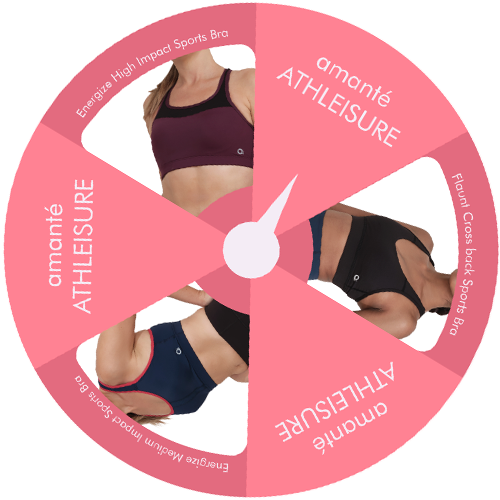 Energize High Impact Sports Bra
amanté
ATHLEISURE
Flaunt Cross back Sports Bra
amanté
ATHLEISURE
Energize Medium Impact Sports Bra
amanté
ATHLEISURE